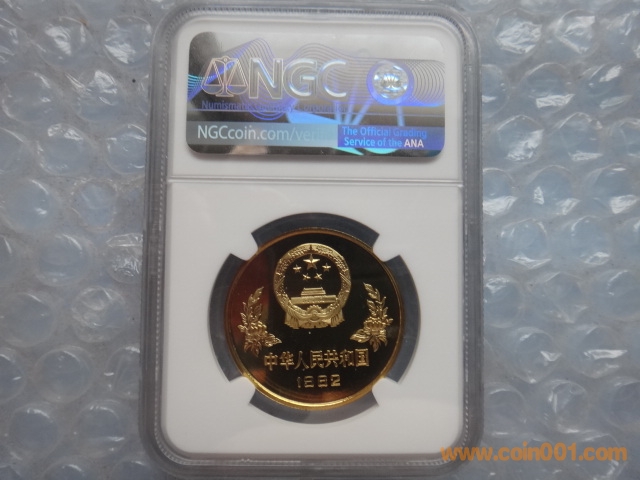 NGC
NGCcoin.com/veri
The Official Grading
Service of the ANA
中华人民共和国
1982
www.coin001.com